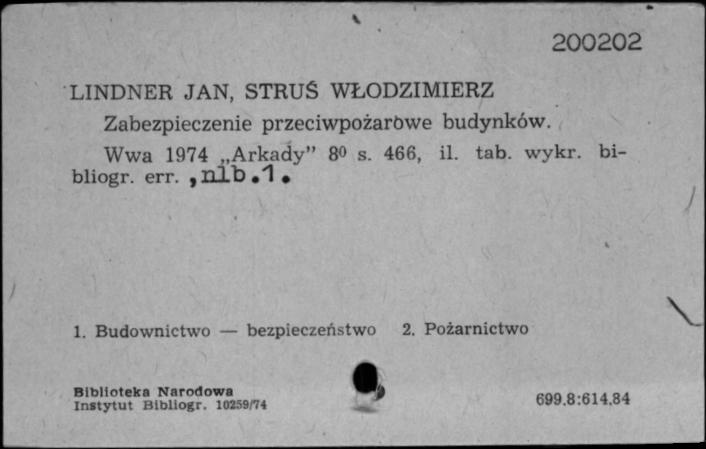 200202
LINDNER JAN, STRUŚ WŁODZIMIERZ
Zabezpieczenie przeciwpożarowe budynków.
Wwa 1974 „Arkady” 8⁰ s. 466, il. tab. wykr. bi-
bliogr. err. ,nlb.1.
1. Budownictwo — bezpieczeństwo 2. Pożarnictwo
Biblioteka Narodowa
Instytut Bibliogr. 10259/74
699.8:614.84